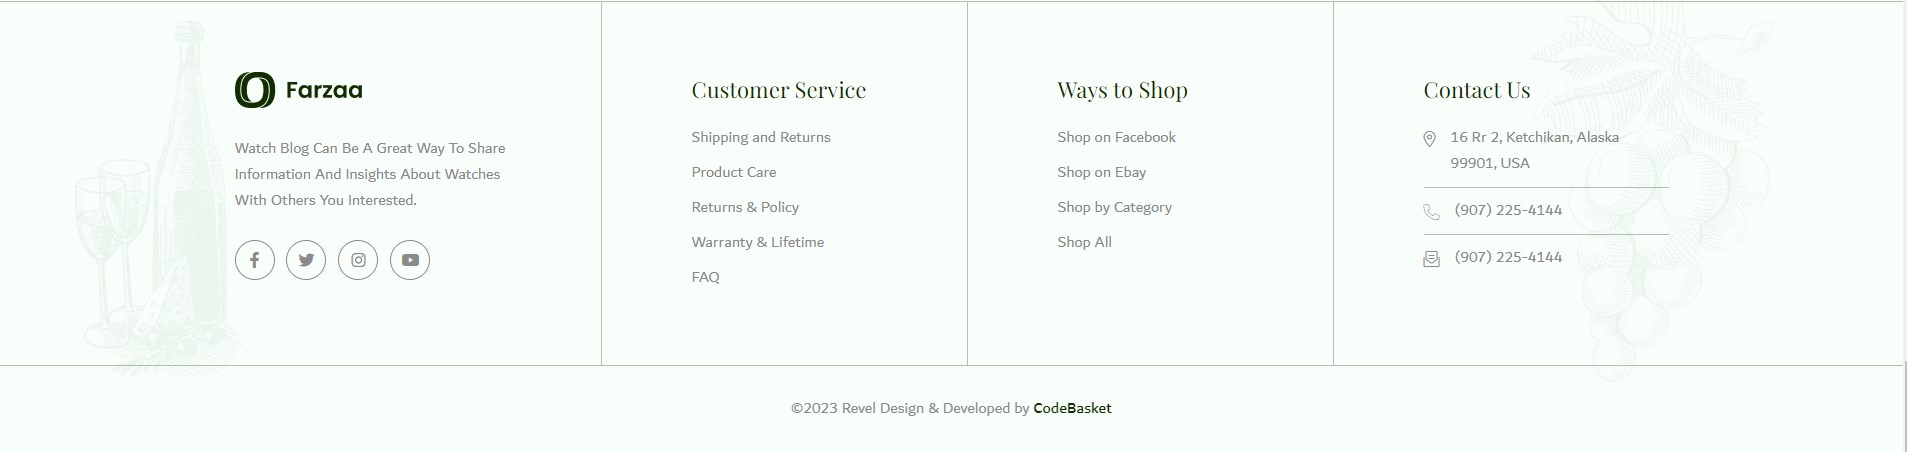 Farzaa
Watch Blog Can Be A Great Way To Share
Information And Insights About Watches
With Others You Interested.
Customer Service
Shipping and Returns
Product Care
Returns & Policy
Warranty & Lifetime
FAQ
Ways to Shop
Shop on Facebook
Shop on Ebay
Shop by Category
Shop All
Contact Us
16 Rr 2, Ketchikan, Alaska
99901, USA
(907) 225-4144
(907) 225-4144
©2023 Revel Design & Developed by CodeBasket